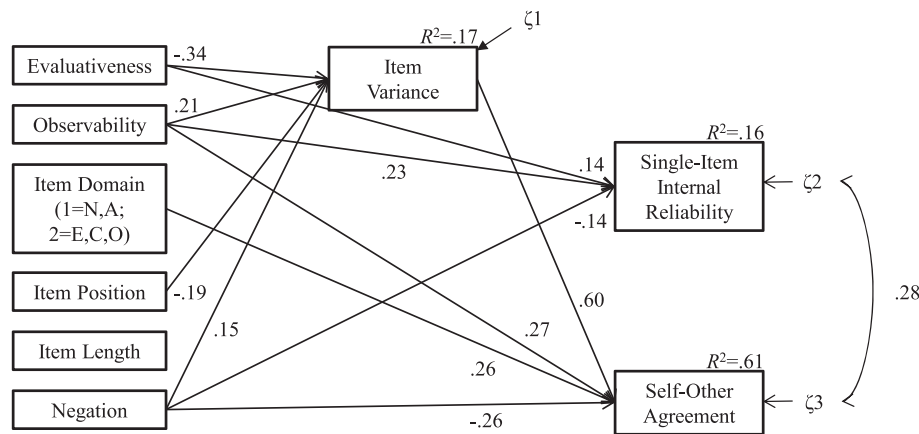 R²=.17
ζ1
Evaluativeness
-.34
Item
Variance
Observability
.21
R²=.16
Item Domain
(1=N,A;
2=E,C,O)
.23
.14
Single-Item
Internal
Reliability
ζ2
-.14
Item Position
-.19
.15
.60
.28
Item Length
.27
.26
R²=.61
Negation
-.26
Self-Other
Agreement
ζ3